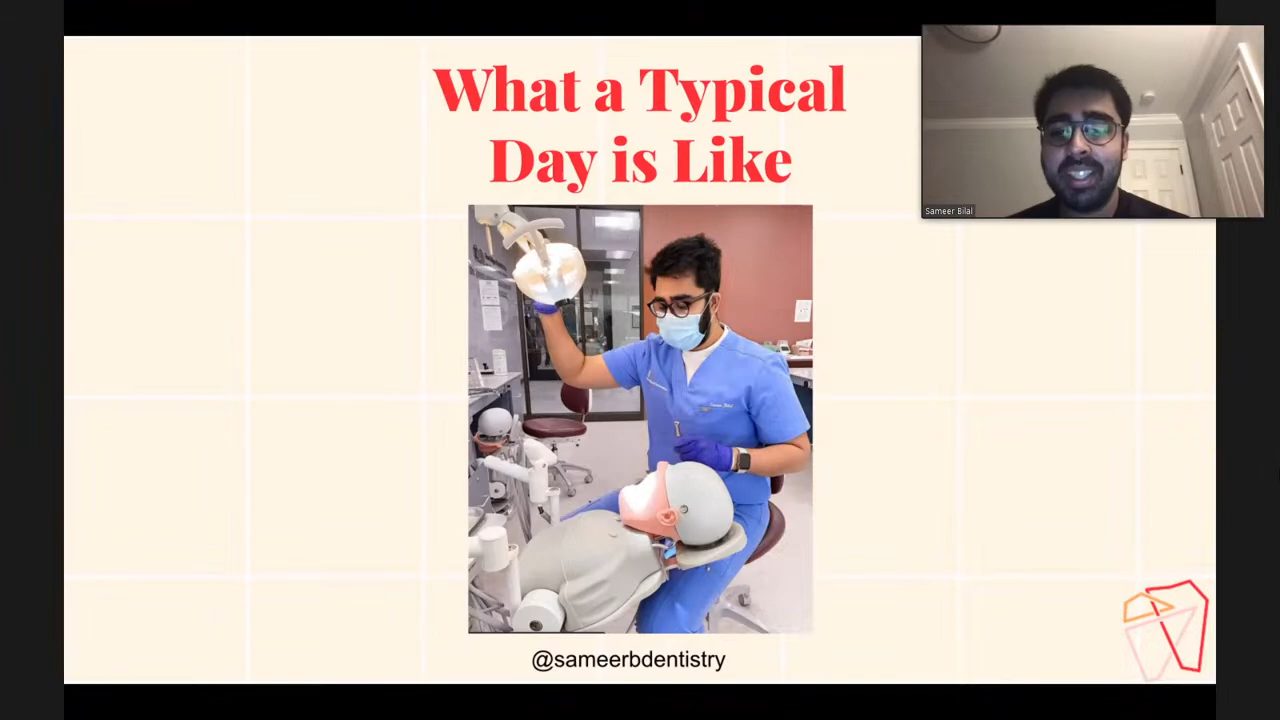 What a Typical
Day is Like
Sameer Bilal
@sameerbdentistry